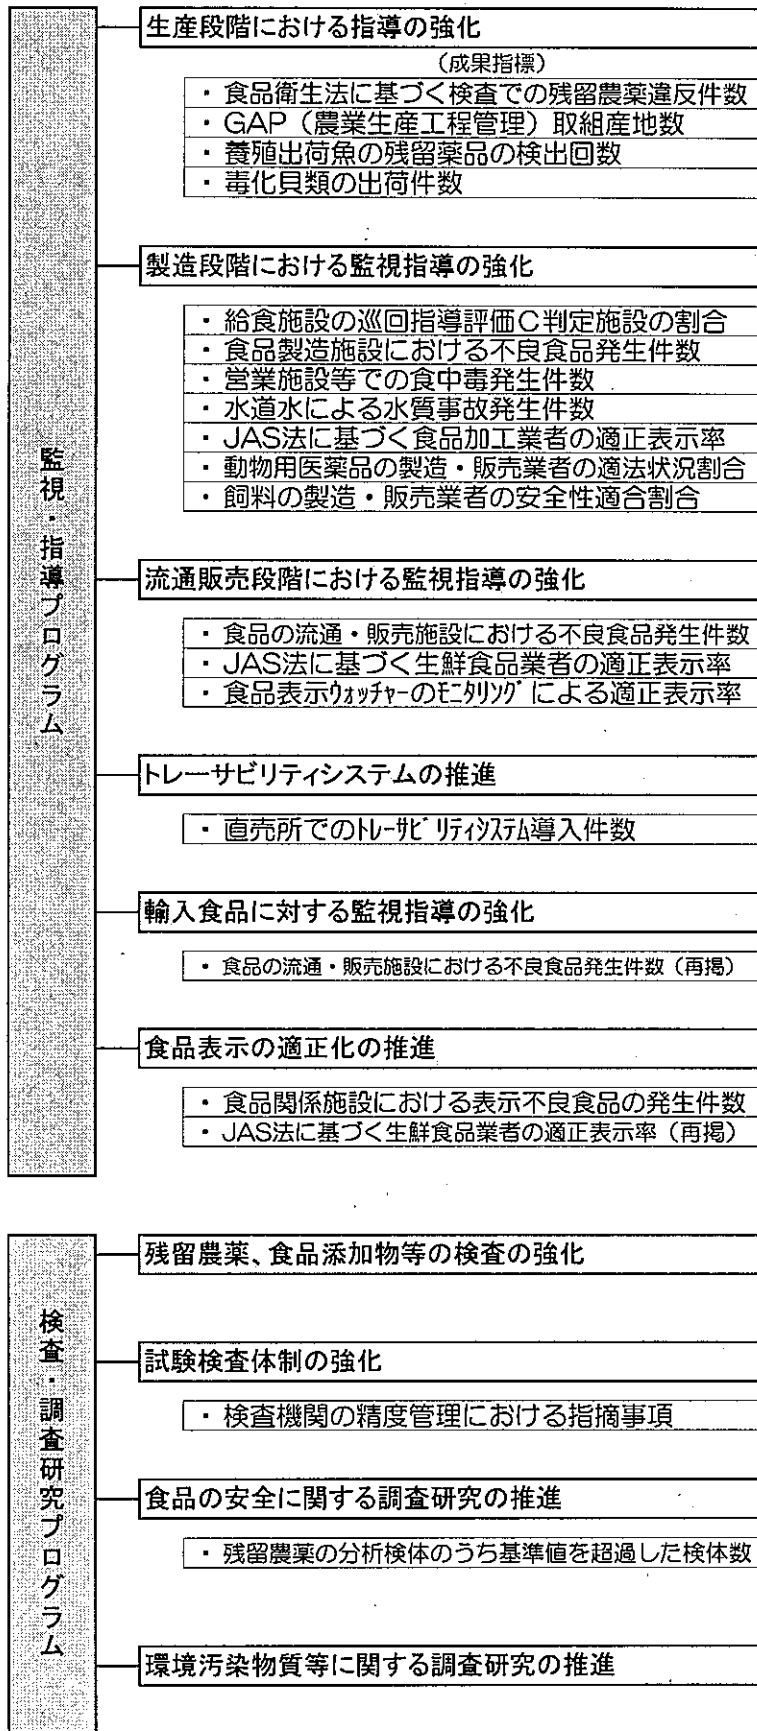 監視・指導プログラム
生産段階における指導の強化
(成果指標)
・食品衛生法に基づく検査での残留農薬違反件数
・GAP（農業生産工程管理）取組産地数
・養殖出荷魚の残留薬品の検出回数
・毒化貝類の出荷件数
製造段階における監視指導の強化
・給食施設の巡回指導評価C判定施設の割合
・食品製造施設における不良食品発生件数
・営業施設等での食中毒発生件数
・水道水による水質事故発生件数
・JAS法に基づく食品加工業者の適正表示率
・動物用医薬品の製造・販売業者の適法状況割合
・飼料の製造・販売業者の安全性適合割合
流通販売段階における監視指導の強化
・食品の流通・販売施設における不良食品発生件数
・JAS法に基づく生鮮食品業者の適正表示率
・食品表示ｳｫｯﾁｬｰのﾓﾆﾀﾘﾝｸﾞによる適正表示率
トレーサビリティシステムの推進
・直売所でのﾄﾚｰｻﾋﾞﾘﾃｨｼｽﾃﾑ導入件数
輸入食品に対する監視指導の強化
・食品の流通・販売施設における不良食品発生件数（再掲）
食品表示の適正化の推進
・食品関係施設における表示不良食品の発生件数
・JAS法に基づく生鮮食品業者の適正表示率（再掲）
検査・調査研究プログラム
残留農薬、食品添加物等の検査の強化
試験検査体制の強化
・検査機関の精度管理における指摘事項
食品の安全に関する調査研究の推進
・残留農薬の分析検体のうち基準値を超過した検体数
環境汚染物質等に関する調査研究の推進